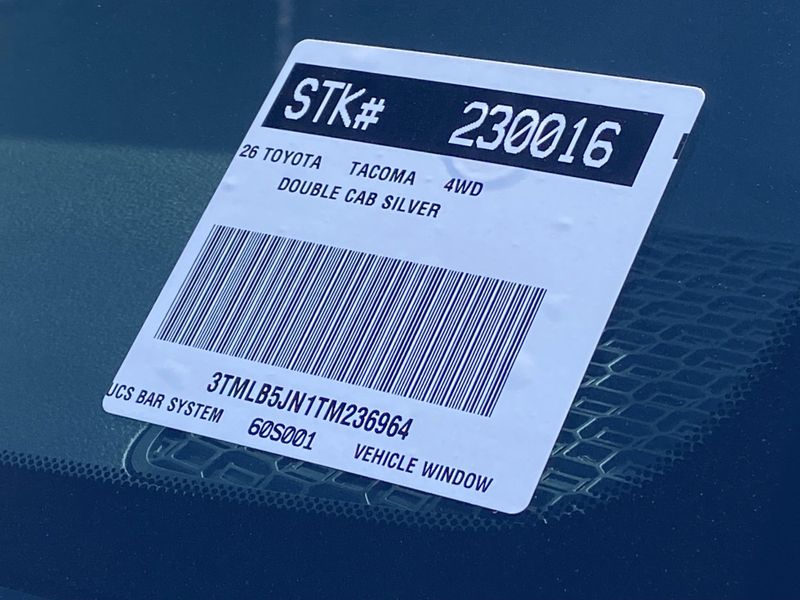 STK# 230016
26 TOYOTA TACOMA 4WD
DOUBLE CAB SILVER
3TMLB5JN1TM236964
UCS BAR SYSTEM 60S001 VEHICLE WINDOW